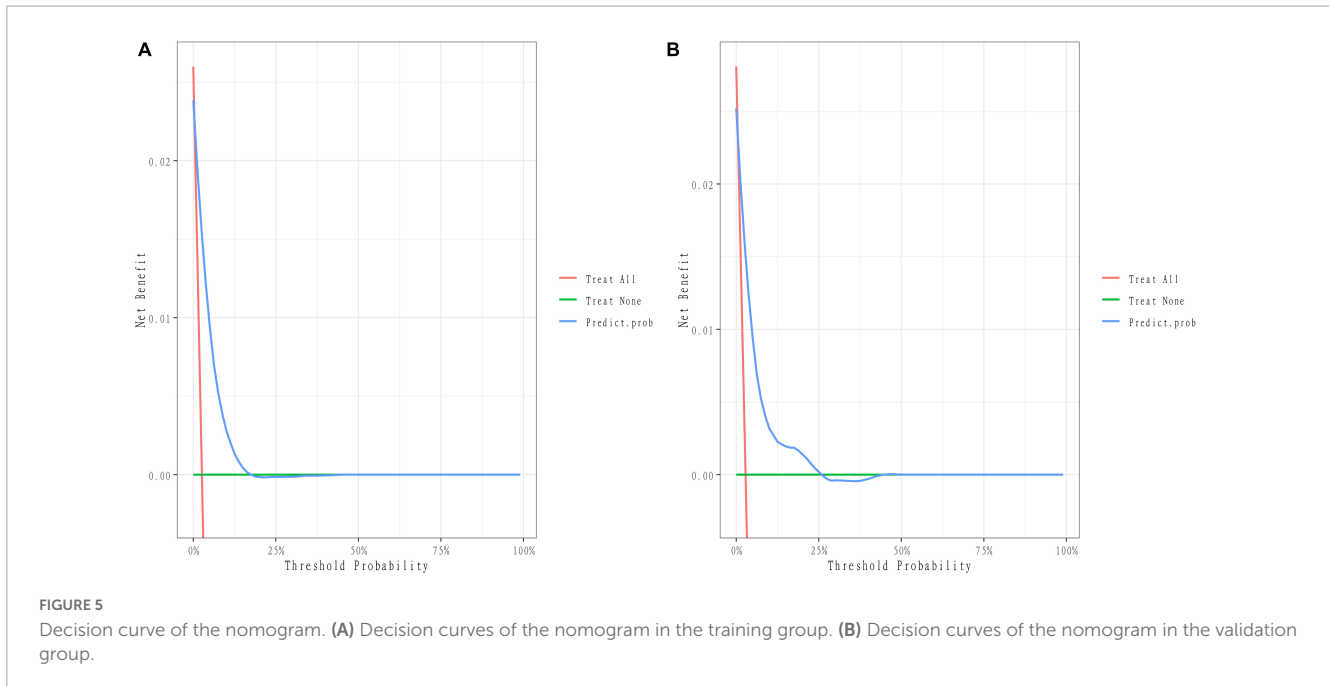 A
0.02
0.01
0.00
Net Benefit
0%
25%
50%
75%
100%
Threshold Probability
Treat All
Treat None
Predict.prob
B
0.02
0.01
0.00
Net Benefit
0%
25%
50%
75%
100%
Threshold Probability
Treat All
Treat None
Predict.prob
FIGURE 5
Decision curve of the nomogram. (A) Decision curves of the nomogram in the training group. (B) Decision curves of the nomogram in the validation
group.